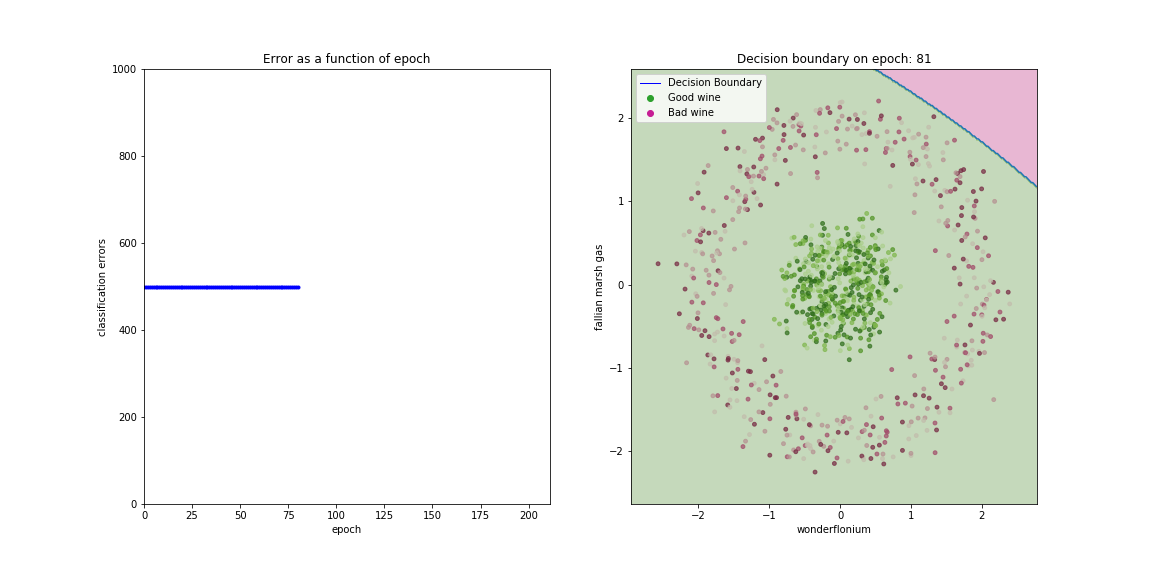 Error as a function of epoch
1000
800
600
400
200
0
classification errors
0 25 50 75 100 125 150 175 200
epoch
Decision boundary on epoch: 81
Decision Boundary
Good wine
Bad wine
2
1
0
−1
−2
fallian marsh gas
−2 −1 0 1 2
wonderflonium